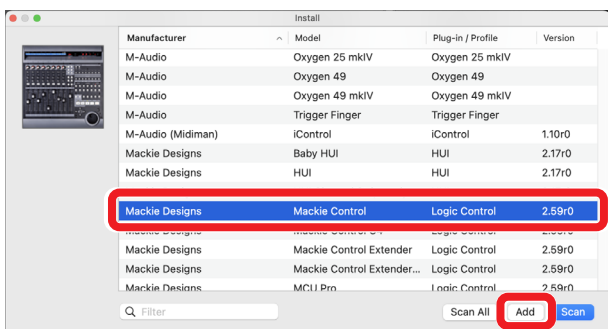 Install
Manufacturer Model Plug-in / Profile Version
M-Audio Oxygen 25 mkIV Oxygen 25 mkIV
M-Audio Oxygen 49 Oxygen 49
M-Audio Oxygen 49 mkIV Oxygen 49 mkIV
M-Audio Trigger Finger Trigger Finger
M-Audio (Midiman) iControl iControl 1.10r0
Mackie Designs Baby HUI HUI 2.17r0
Mackie Designs HUI HUI 2.17r0
Mackie Designs Mackie Control Logic Control 2.59r0
Mackie Designs Mackie Control Extender Logic Control 2.59r0
Mackie Designs Mackie Control Extender... Logic Control 2.59r0
Mackie Designs MCU Pro Logic Control 2.59r0
Filter Scan All Add Scan